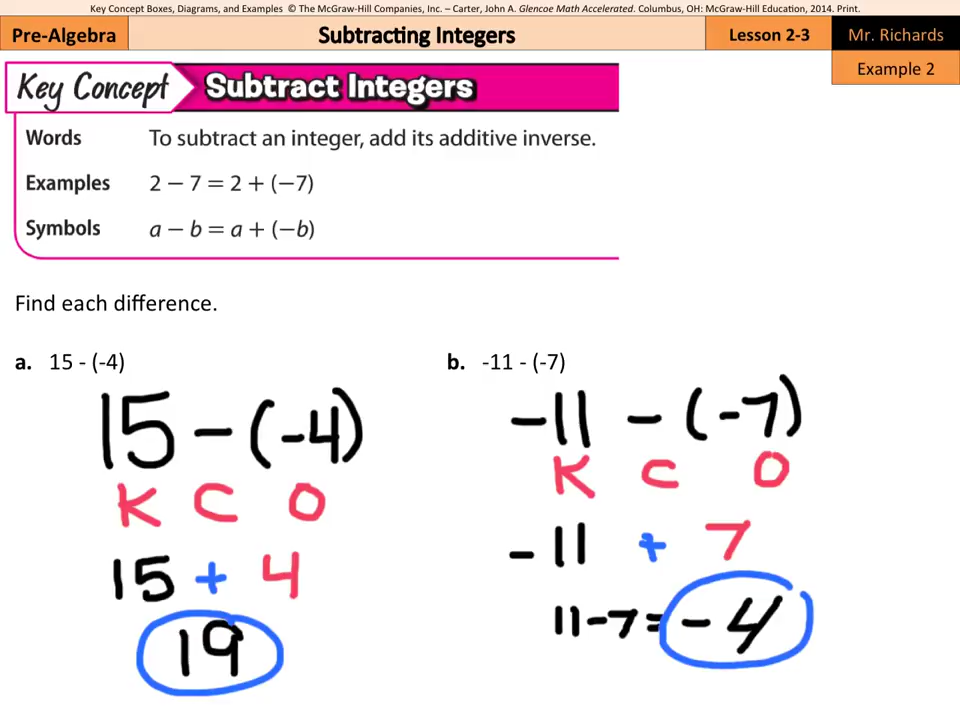 Key Concept Boxes, Diagrams, and Examples © The McGraw-Hill Companies, Inc. – Carter, John A. Glencoe Math Accelerated. Columbus, OH: McGraw-Hill Education, 2014. Print.
Pre-Algebra
Subtracting Integers
Lesson 2-3
Mr. Richards
Example 2
Key Concept
Subtract Integers
Words To subtract an integer, add its additive inverse.
Examples 2 − 7 = 2 + (−7)
Symbols a − b = a + (−b)
Find each difference.
a. 15 - (-4)
15 - (-4)
K C O
15 + 4
19
b. -11 - (-7)
-11 - (-7)
K C O
-11 + 7
11-7= -4